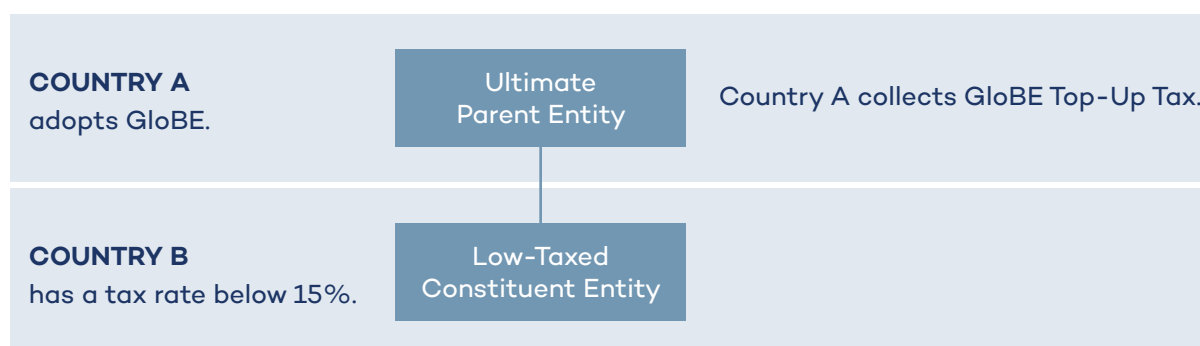 COUNTRY A
adopts GloBE.
Ultimate
Parent Entity
Country A collects GloBE Top-Up Tax.
COUNTRY B
has a tax rate below 15%.
Low-Taxed
Constituent Entity